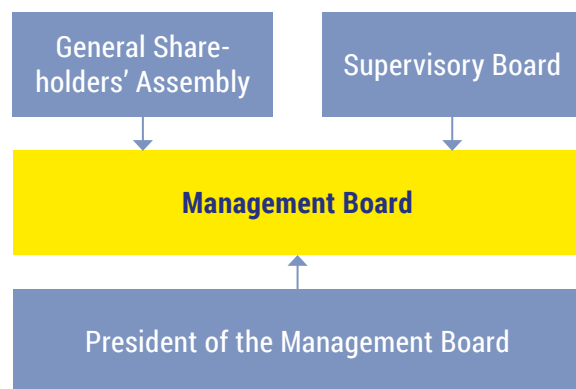 General Share-
holders’ Assembly
Supervisory Board
Management Board
President of the Management Board